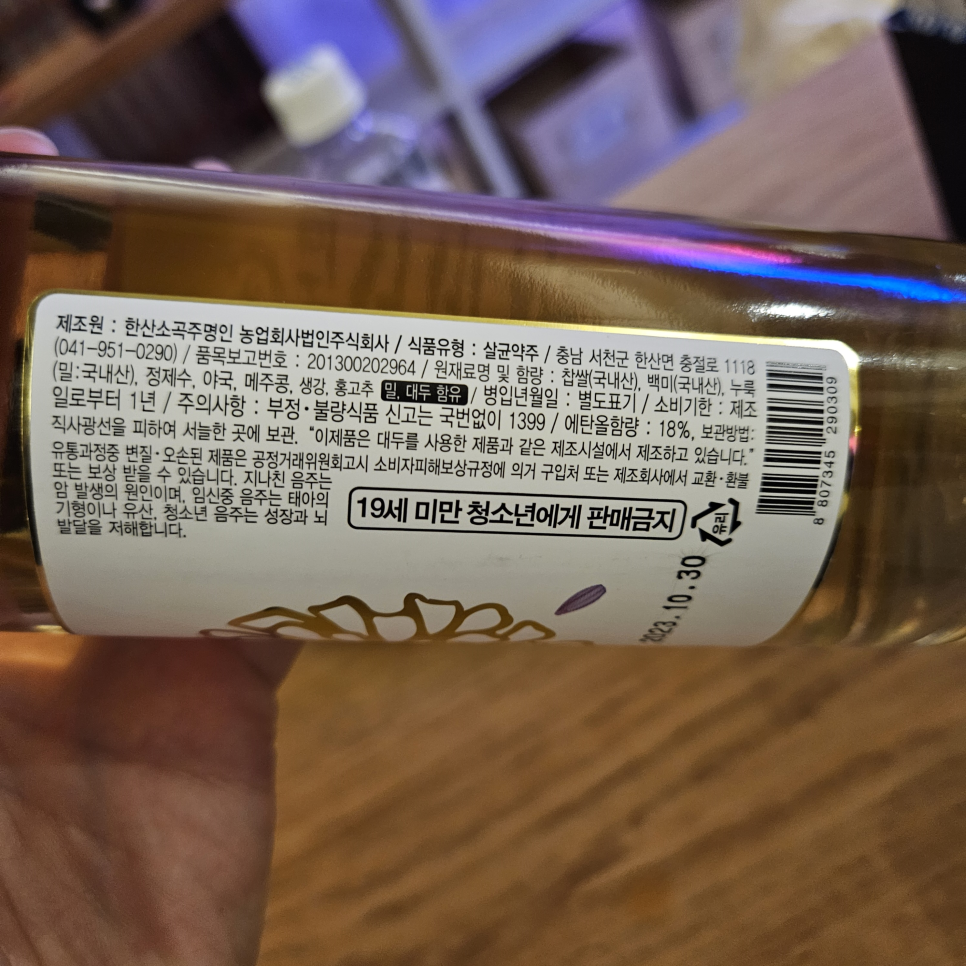 제조원 : 한산소곡주명인 농업회사법인주식회사 / 식품유형 : 살균약주 / 충남 서천군 한산면 충절로 1118
(041-951-0290) / 품목보고번호 : 201300202964 / 원재료명 및 함량 : 찹쌀(국내산), 백미(국내산), 누룩
(밀:국내산), 정제수, 야국, 메주콩, 생강, 홍고추 밀, 대두 함유 / 병입년월일 : 별도표기 / 소비기한 : 제조
일로부터 1년 / 주의사항 : 부정·불량식품 신고는 국번없이 1399 / 에탄올함량 : 18%, 보관방법:
직사광선을 피하여 서늘한 곳에 보관. "이제품은 대두를 사용한 제품과 같은 제조시설에서 제조하고 있습니다."
유통과정중 변질·오손된 제품은 공정거래위원회고시 소비자피해보상규정에 의거 구입처 또는 제조회사에서 교환·환불
또는 보상 받을 수 있습니다. 지나친 음주는
암 발생의 원인이며, 임신중 음주는 태아의
기형이나 유산, 청소년 음주는 성장과 뇌
발달을 저해합니다.
19세 미만 청소년에게 판매금지
유리
2023.10.30
8 807345 290309